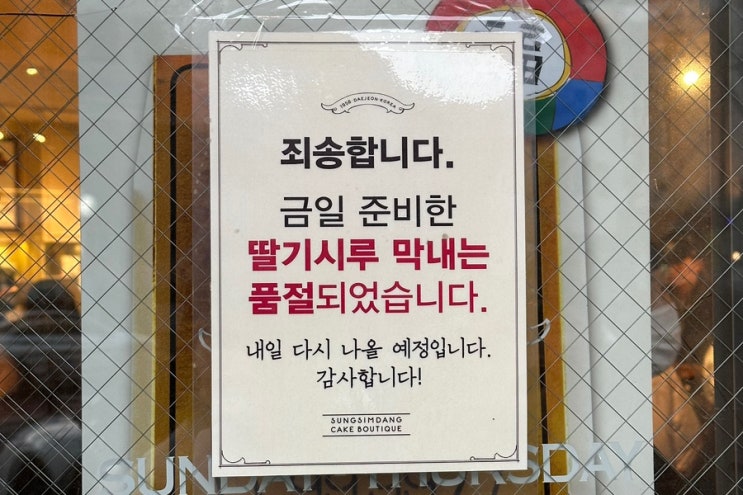 1956 DAEJEON KOREA
죄송합니다.
금일 준비한
딸기시루 막내는
품절되었습니다.
내일 다시 나올 예정입니다.
감사합니다!
SUNGSIMDANG
CAKE BOUTIQUE